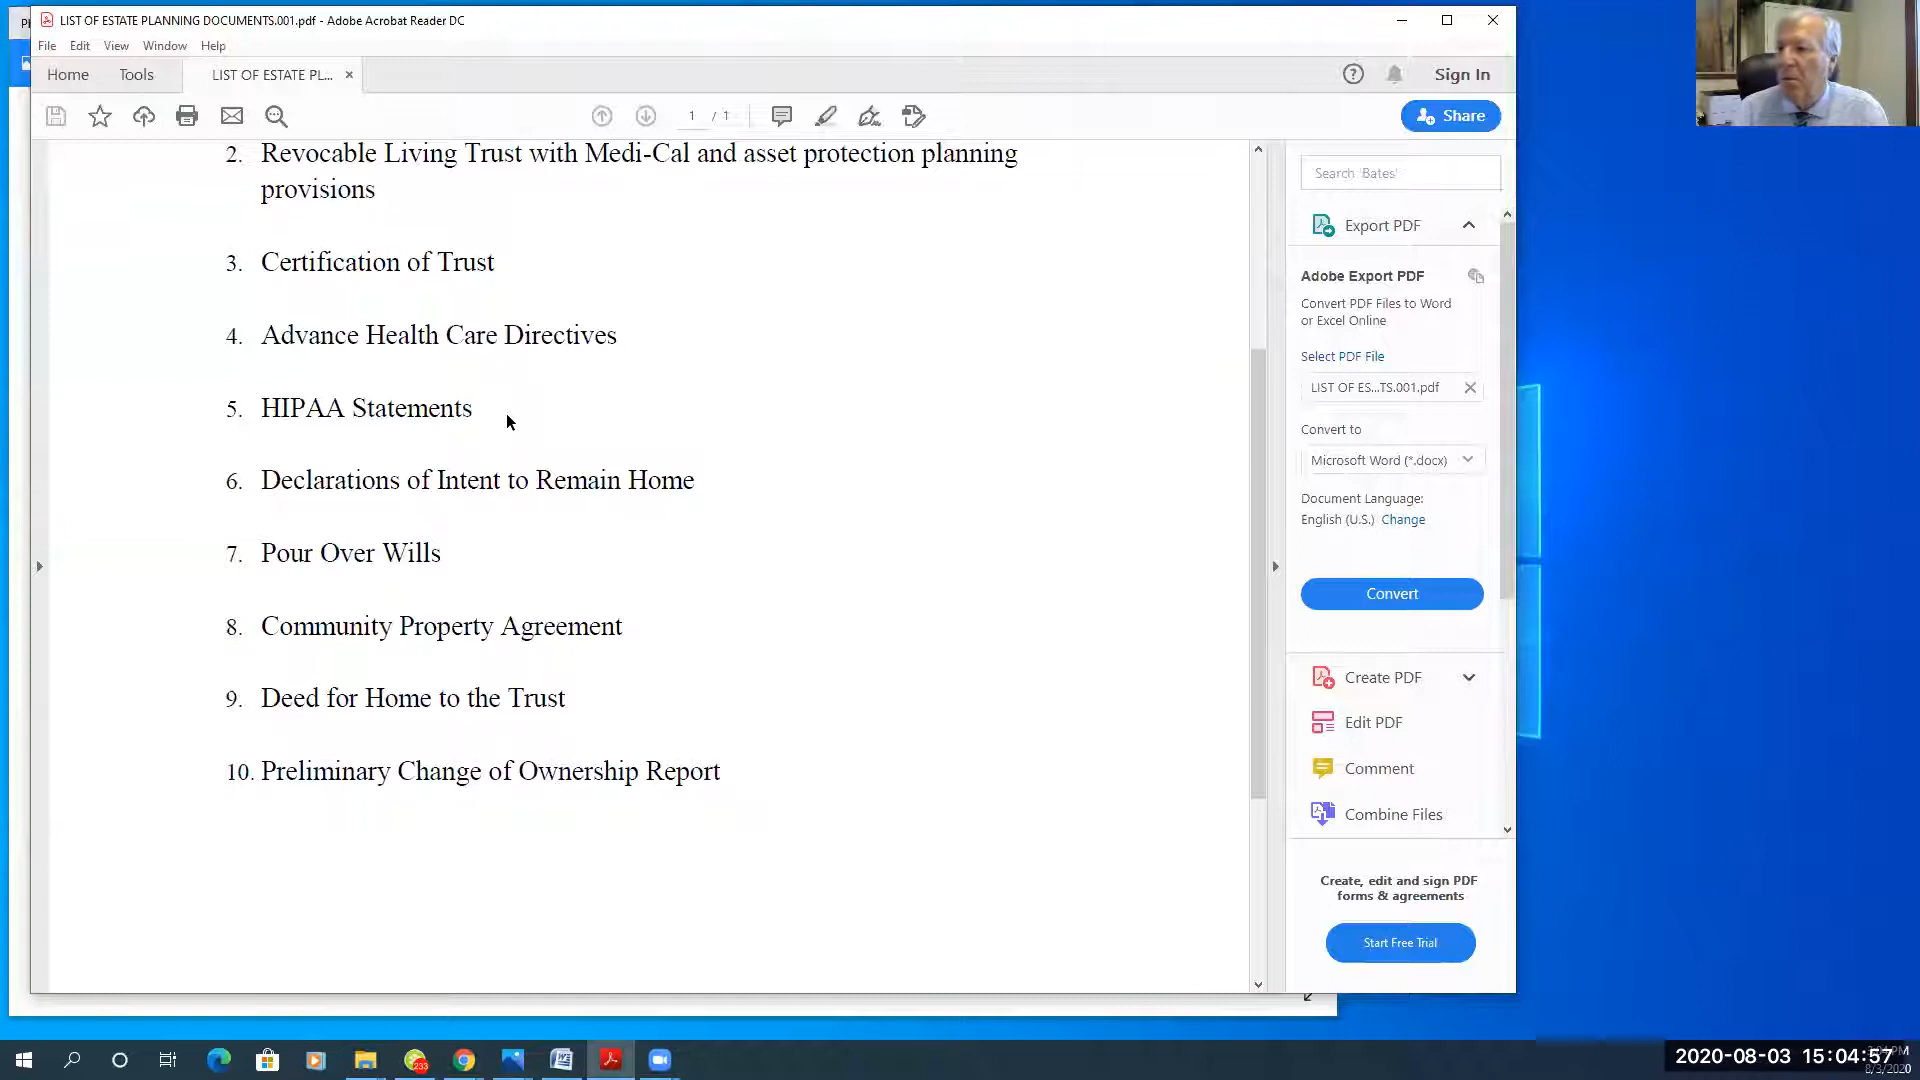 LIST OF ESTATE PLANNING DOCUMENTS.001.pdf - Adobe Acrobat Reader DC
File Edit View Window Help
Home Tools LIST OF ESTATE PL... × Sign In
1 / 1 Share
2. Revocable Living Trust with Medi-Cal and asset protection planning
provisions
3. Certification of Trust
4. Advance Health Care Directives
5. HIPAA Statements
6. Declarations of Intent to Remain Home
7. Pour Over Wills
8. Community Property Agreement
9. Deed for Home to the Trust
10. Preliminary Change of Ownership Report
Search 'Bates'
Export PDF
Adobe Export PDF
Convert PDF Files to Word
or Excel Online
Select PDF File
LIST OF ES...TS.001.pdf
Convert to
Microsoft Word (*.docx)
Document Language:
English (U.S.) Change
Convert
Create PDF
Edit PDF
Comment
Combine Files
Create, edit and sign PDF
forms & agreements
Start Free Trial
233
2020-08-03 15:04:57
8/3/2020